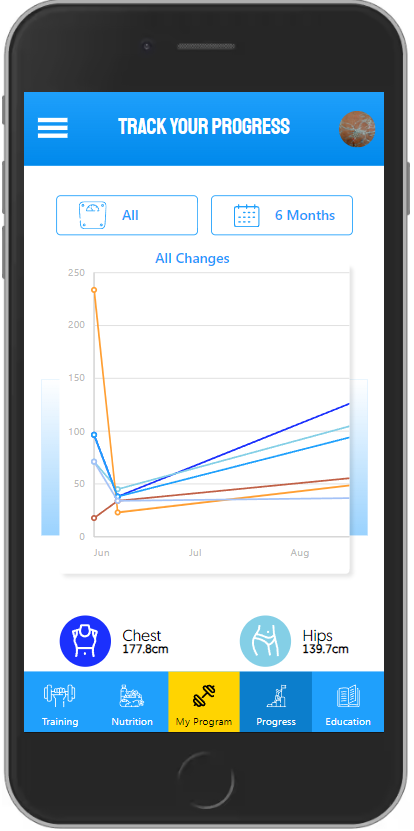 TRACK YOUR PROGRESS
All
6 Months
All Changes
250
200
150
100
50
0
Jun
Jul
Aug
Chest
177.8cm
Hips
139.7cm
Training
Nutrition
My Program
Progress
Education